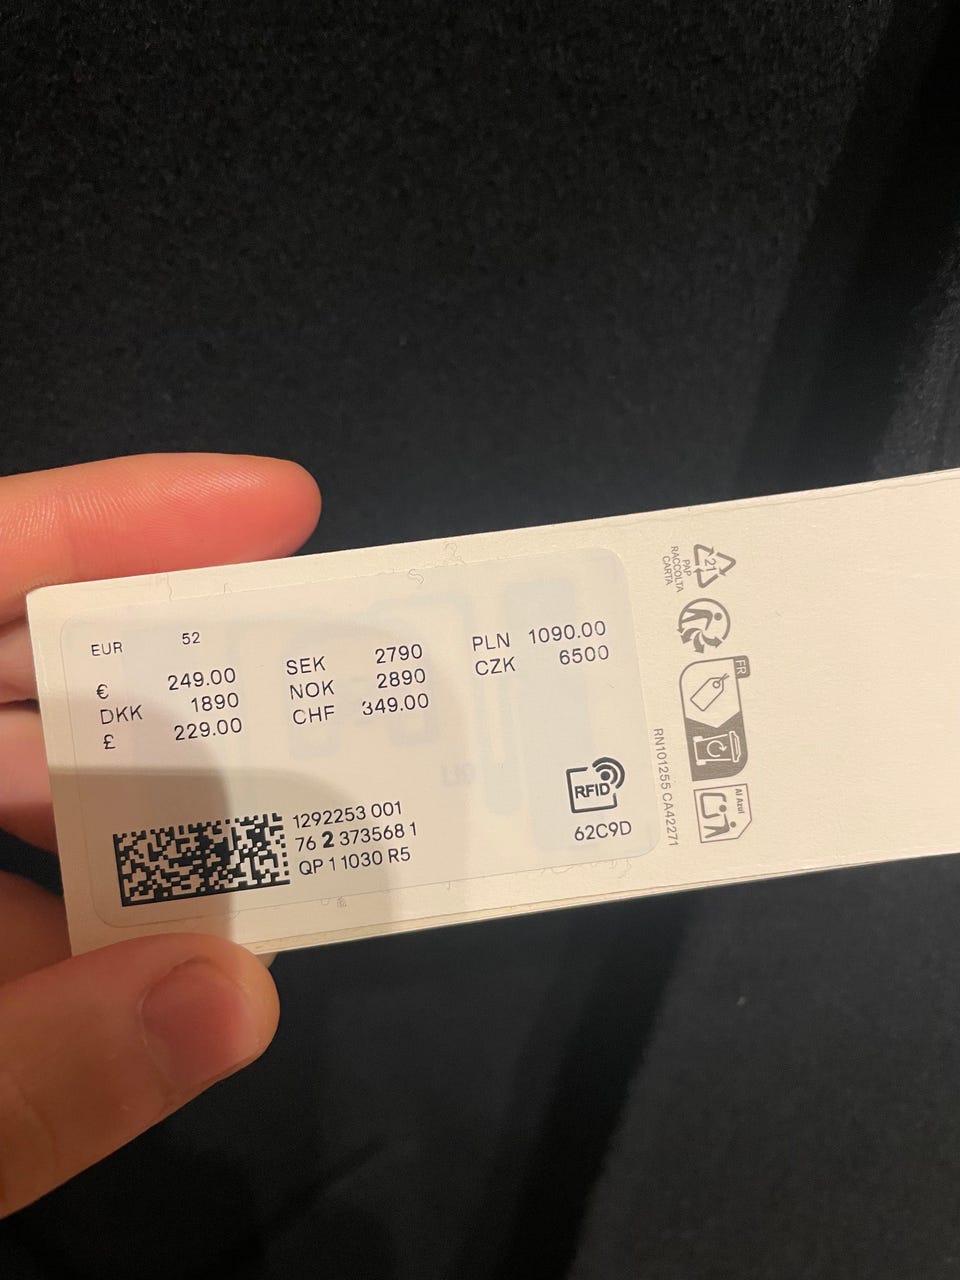 EUR 52
€ 249.00
DKK 1890
£ 229.00
SEK 2790
NOK 2890
CHF 349.00
PLN 1090.00
CZK 6500
1292253 001
76 2 373568 1
QP 1 1030 R5
RFID
62C9D
21
PAP
RACCOLTA
CARTA
FR
Al Azul
RN101255 CA42271